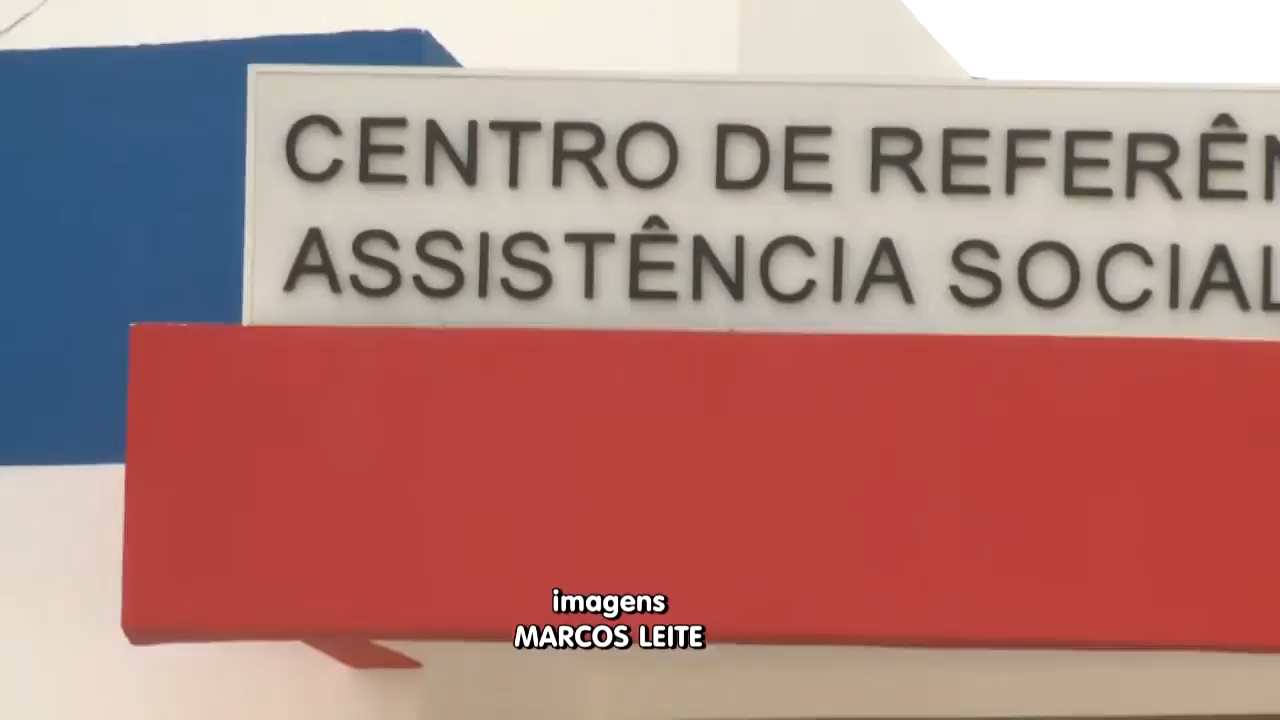 CENTRO DE REFERÊN
ASSISTÊNCIA SOCIAL
imagens
MARCOS LEITE